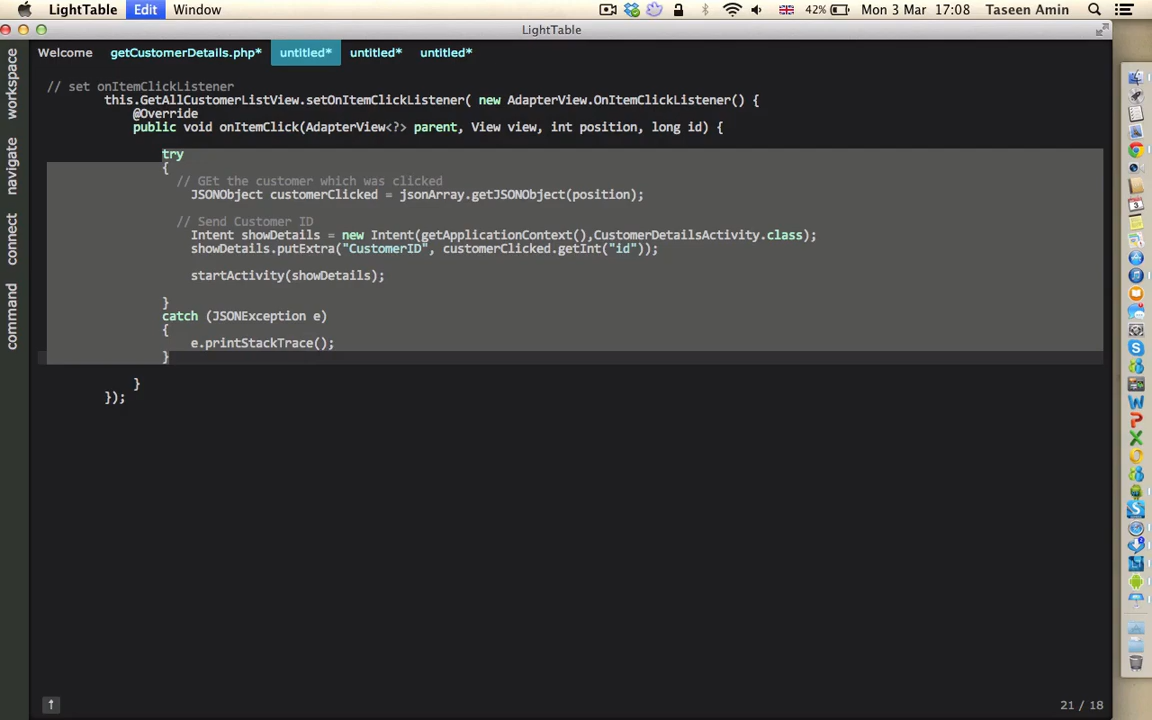 LightTable Edit Window 42% Mon 3 Mar 17:08 Taseen Amin
LightTable
Welcome getCustomerDetails.php* untitled* untitled* untitled*
workspace
navigate
connect
command
// set onItemClickListener
this.GetAllCustomerListView.setOnItemClickListener( new AdapterView.OnItemClickListener() {
@Override
public void onItemClick(AdapterView<?> parent, View view, int position, long id) {
try
{
// GEt the customer which was clicked
JSONObject customerClicked = jsonArray.getJSONObject(position);
// Send Customer ID
Intent showDetails = new Intent(getApplicationContext(),CustomerDetailsActivity.class);
showDetails.putExtra("CustomerID", customerClicked.getInt("id"));
startActivity(showDetails);
}
catch (JSONException e)
{
e.printStackTrace();
}
}
});
21 / 18